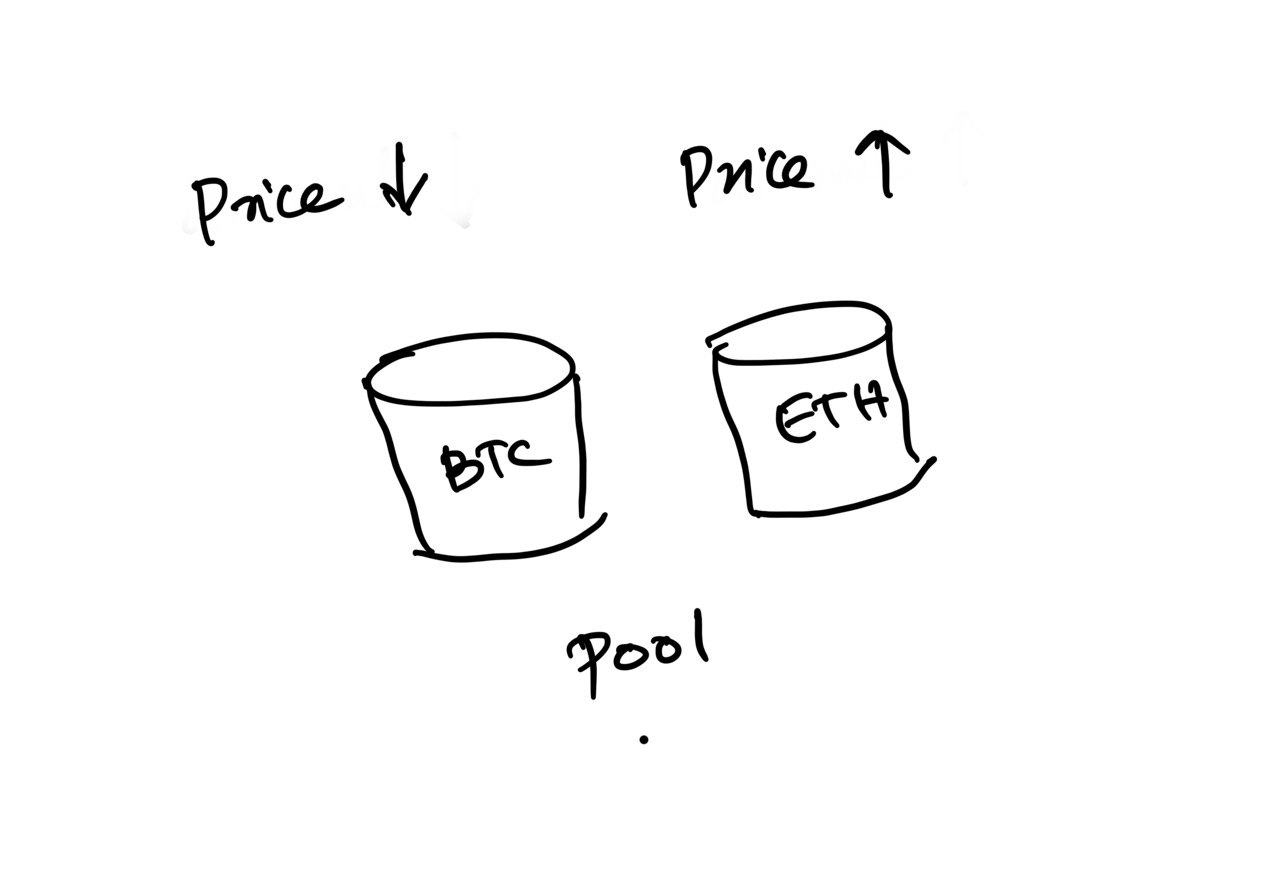 Price ↓
Price ↑
BTC
ETH
Pool